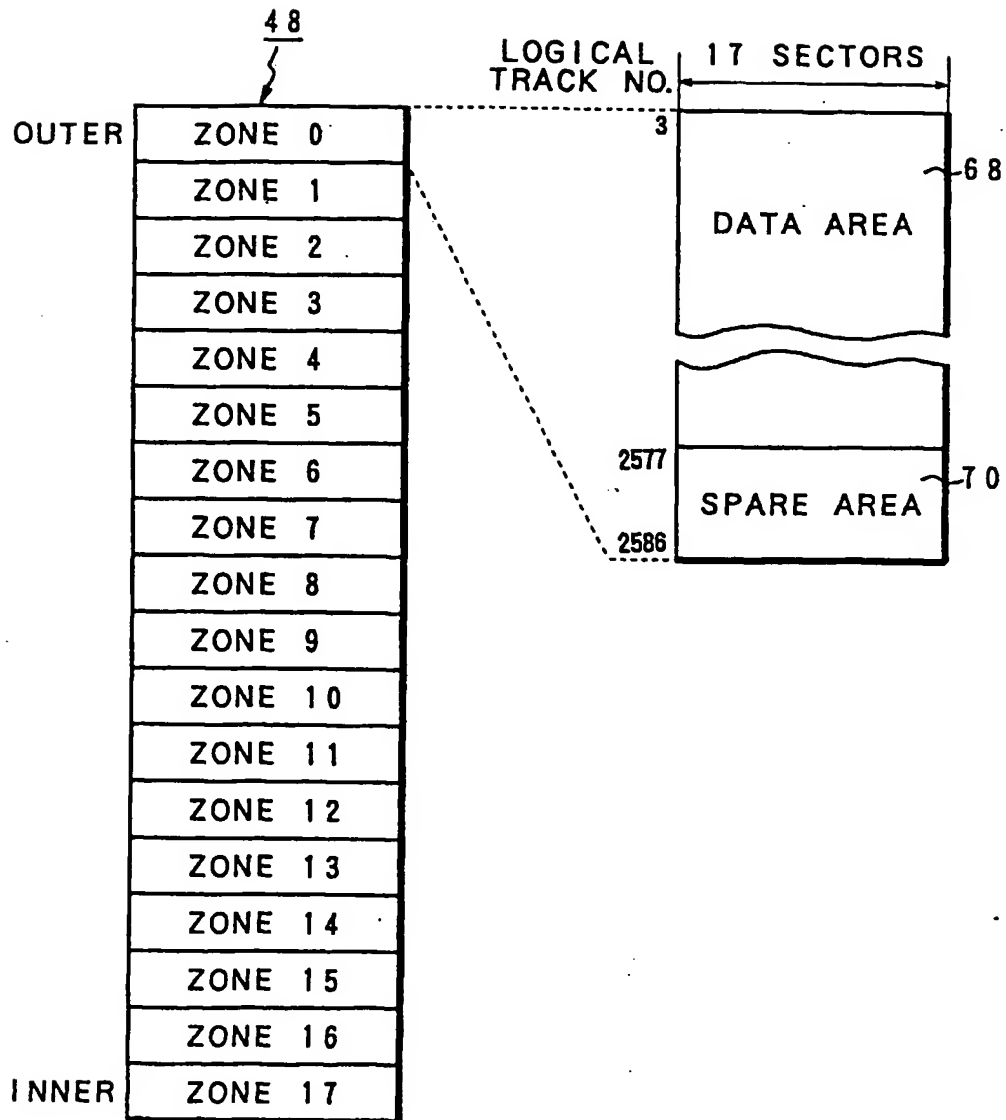 48
OUTER
ZONE 0
ZONE 1
ZONE 2
ZONE 3
ZONE 4
ZONE 5
ZONE 6
ZONE 7
ZONE 8
ZONE 9
ZONE 10
ZONE 11
ZONE 12
ZONE 13
ZONE 14
ZONE 15
ZONE 16
INNER
ZONE 17
LOGICAL
TRACK NO.
17 SECTORS
3
68
DATA AREA
2577
70
SPARE AREA
2586